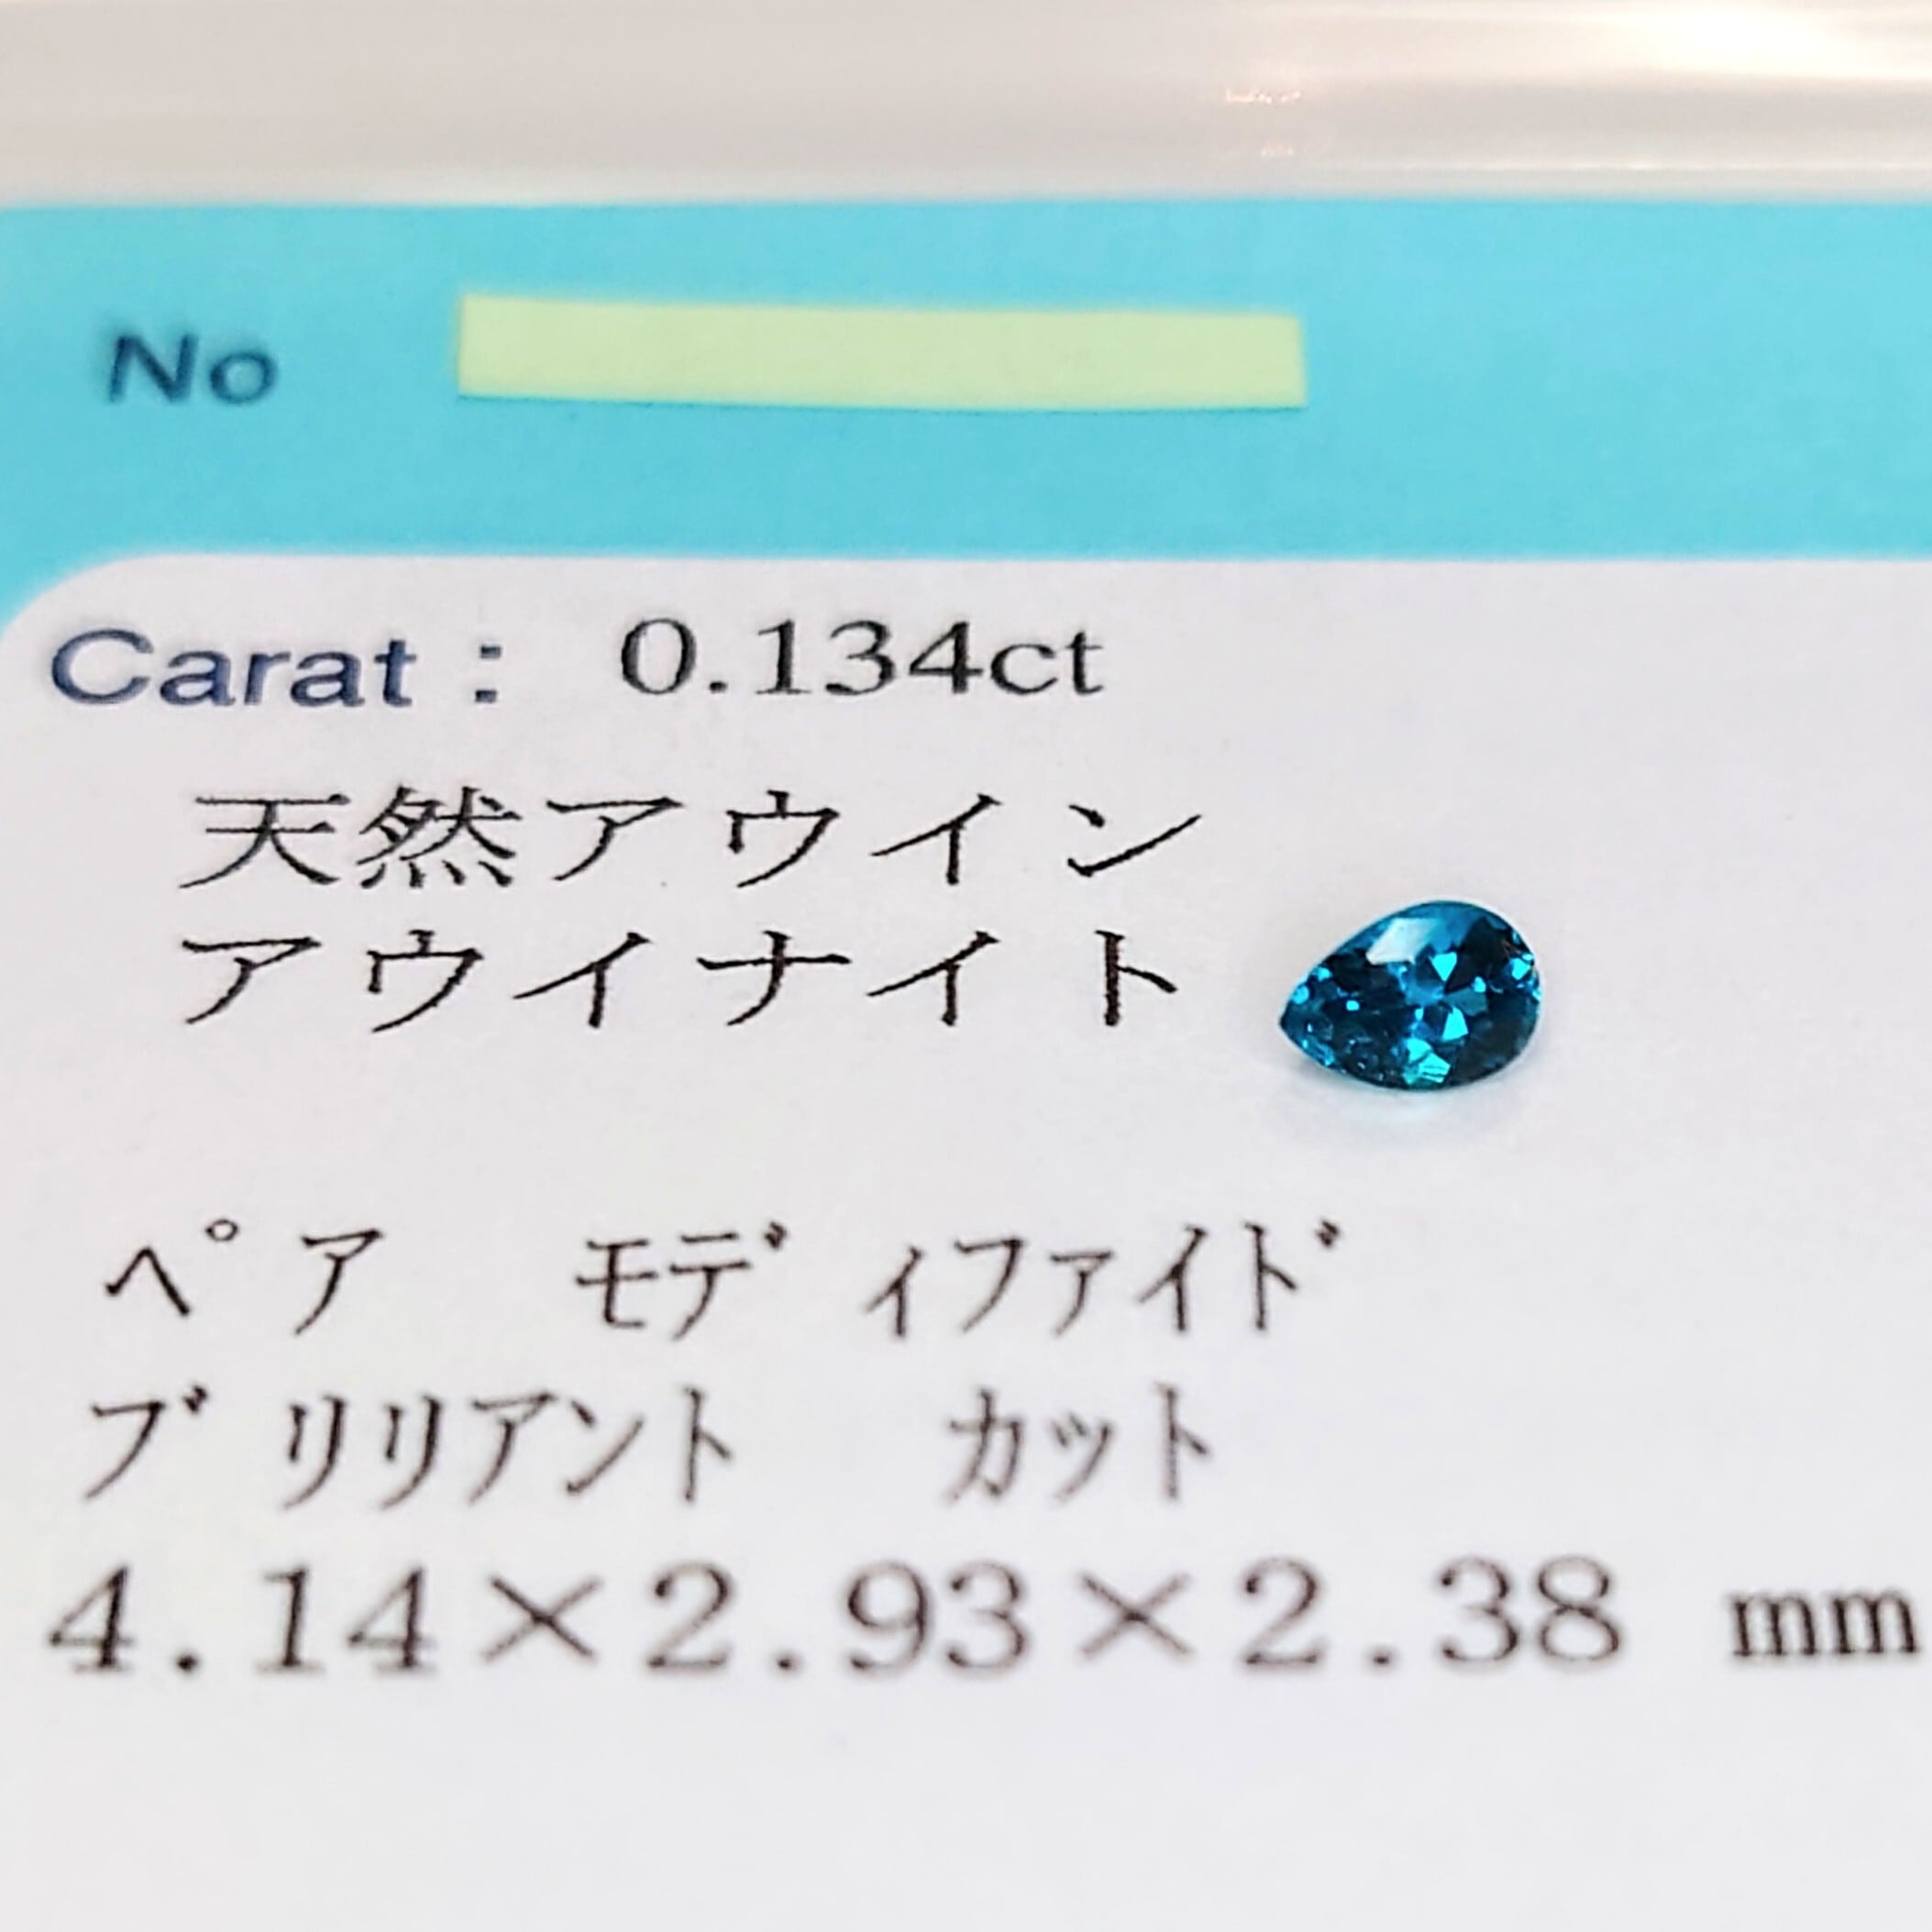 No
Carat : 0.134ct
天然アウイン
アウイナイト
ﾍﾟｱ ﾓﾃﾞｨﾌｧｲﾄﾞ
ﾌﾞﾘﾘｱﾝﾄ ｶｯﾄ
4.14×2.93×2.38 mm